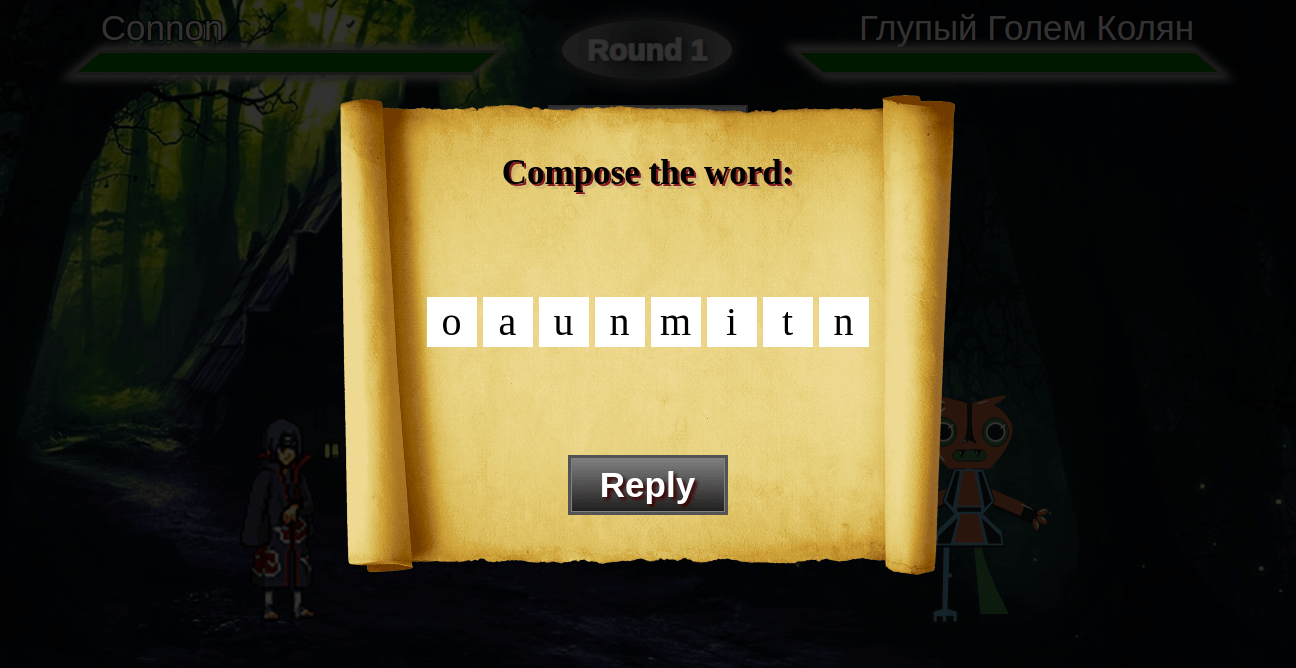 Connon
Round 1
Глупый Голем Колян
Compose the word:
o a u n m i t n
Reply